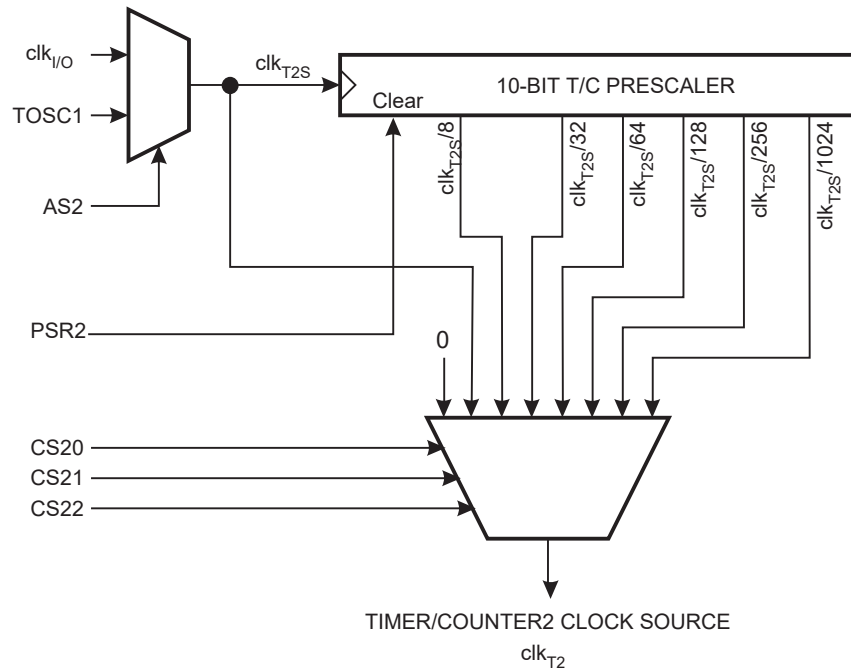 clkI/O
clkT2S
10-BIT T/C PRESCALER
TOSC1
Clear
clkT2S/8
clkT2S/32
clkT2S/64
clkT2S/128
clkT2S/256
clkT2S/1024
AS2
PSR2
0
CS20
CS21
CS22
TIMER/COUNTER2 CLOCK SOURCE
clkT2